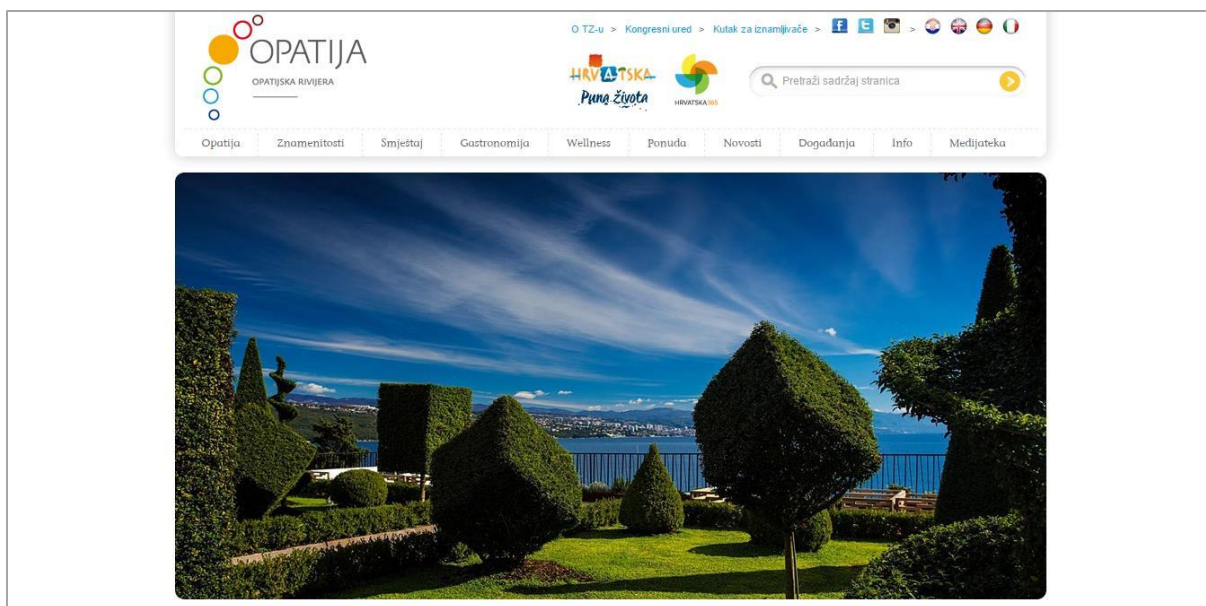 OPATIJA
OPATIJSKA RIVIJERA
O TZ-u > Kongresni ured > Kutak za iznamljivače > >
HRVATSKA
Puna života
HRVATSKA365
Pretraži sadržaj stranica
Opatija Znamenitosti Smještaj Gastronomija Wellness Ponuda Novosti Događanja Info Medijateka